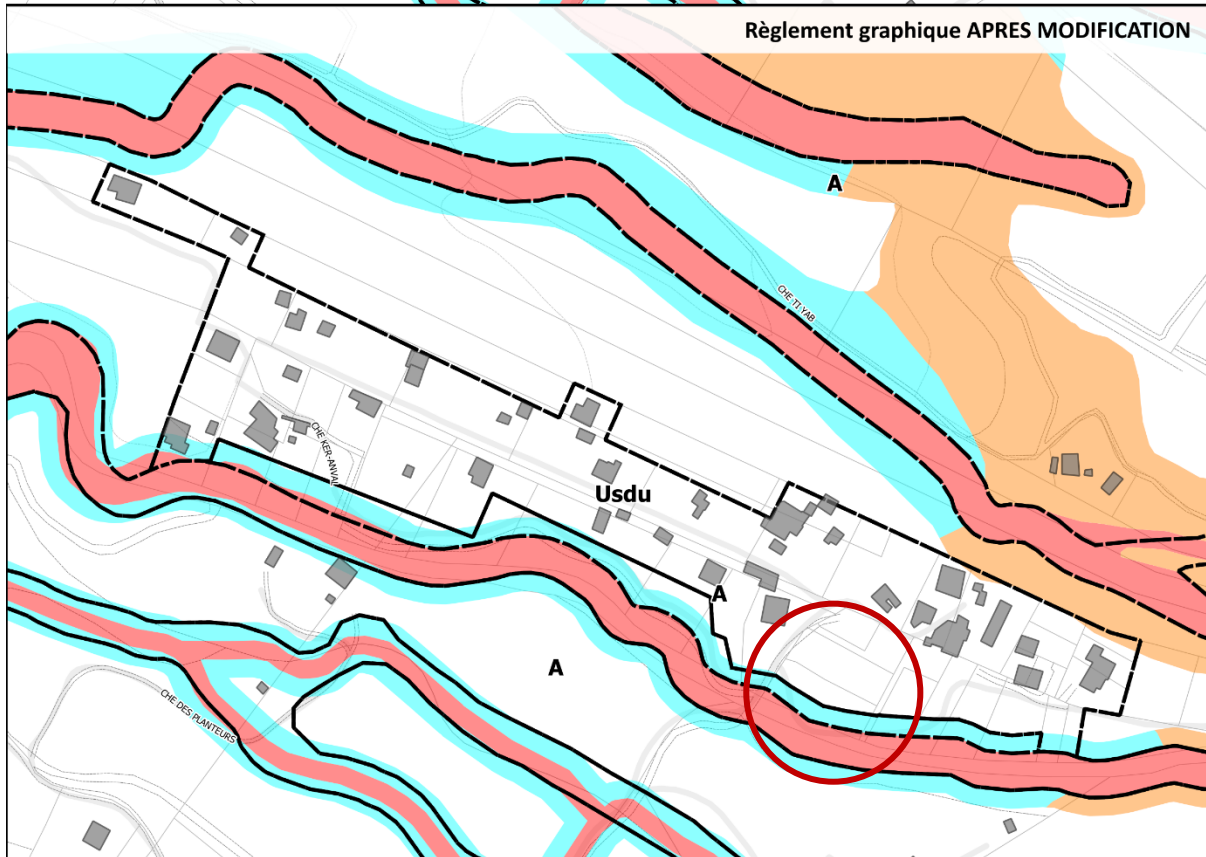 Règlement graphique APRES MODIFICATION
A
CHE TI YAB
CHE KER-ANVAL
Usdu
A
A
CHE DES PLANTEURS